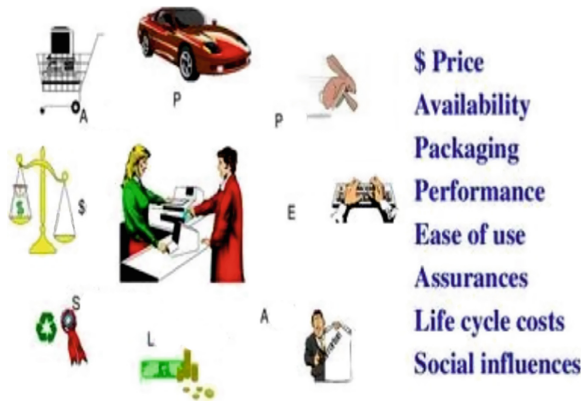 A
P
P
$
$
E
S
L
A
$ Price
Availability
Packaging
Performance
Ease of use
Assurances
Life cycle costs
Social influences